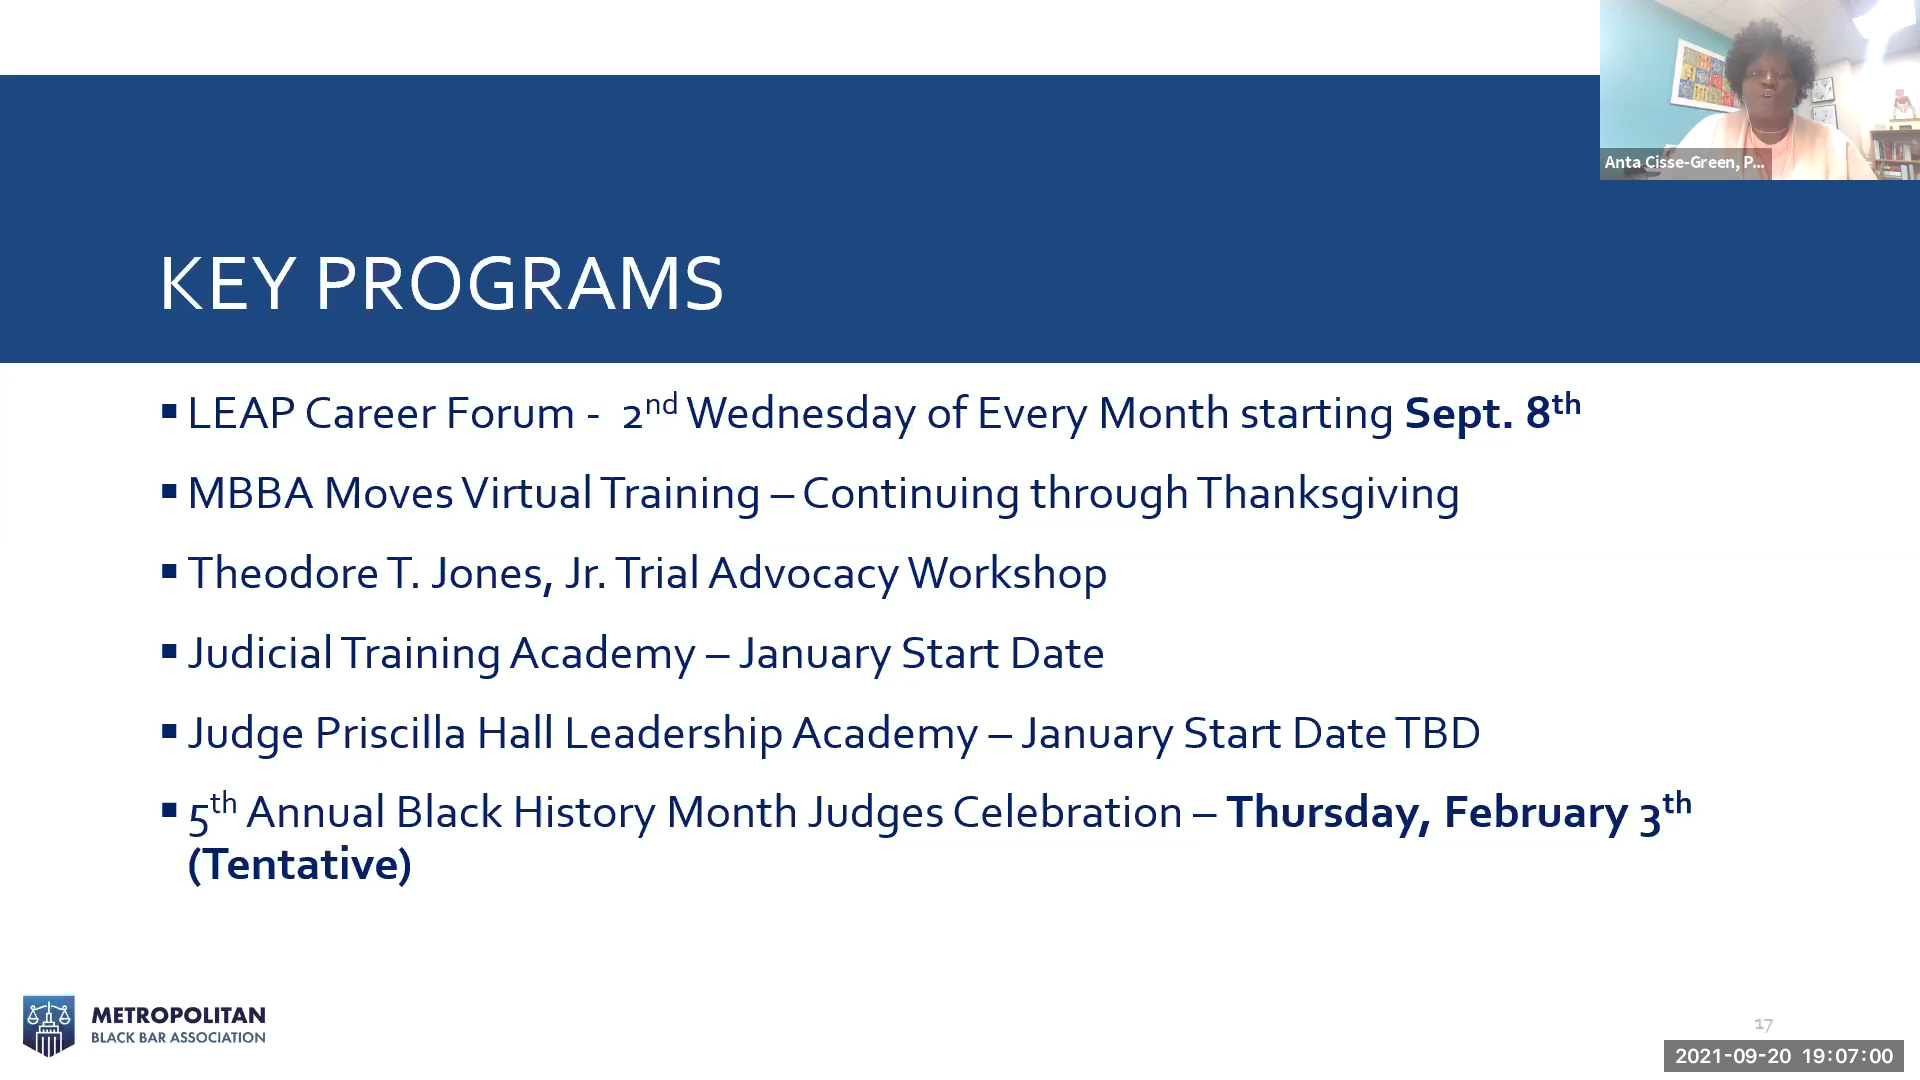 Anta Cisse-Green, P...
KEY PROGRAMS
▪ LEAP Career Forum - 2nd Wednesday of Every Month starting Sept. 8th
▪ MBBA Moves Virtual Training – Continuing through Thanksgiving
▪ Theodore T. Jones, Jr. Trial Advocacy Workshop
▪ Judicial Training Academy – January Start Date
▪ Judge Priscilla Hall Leadership Academy – January Start Date TBD
▪ 5th Annual Black History Month Judges Celebration – Thursday, February 3th
(Tentative)
METROPOLITAN
BLACK BAR ASSOCIATION
17
2021-09-20 19:07:00